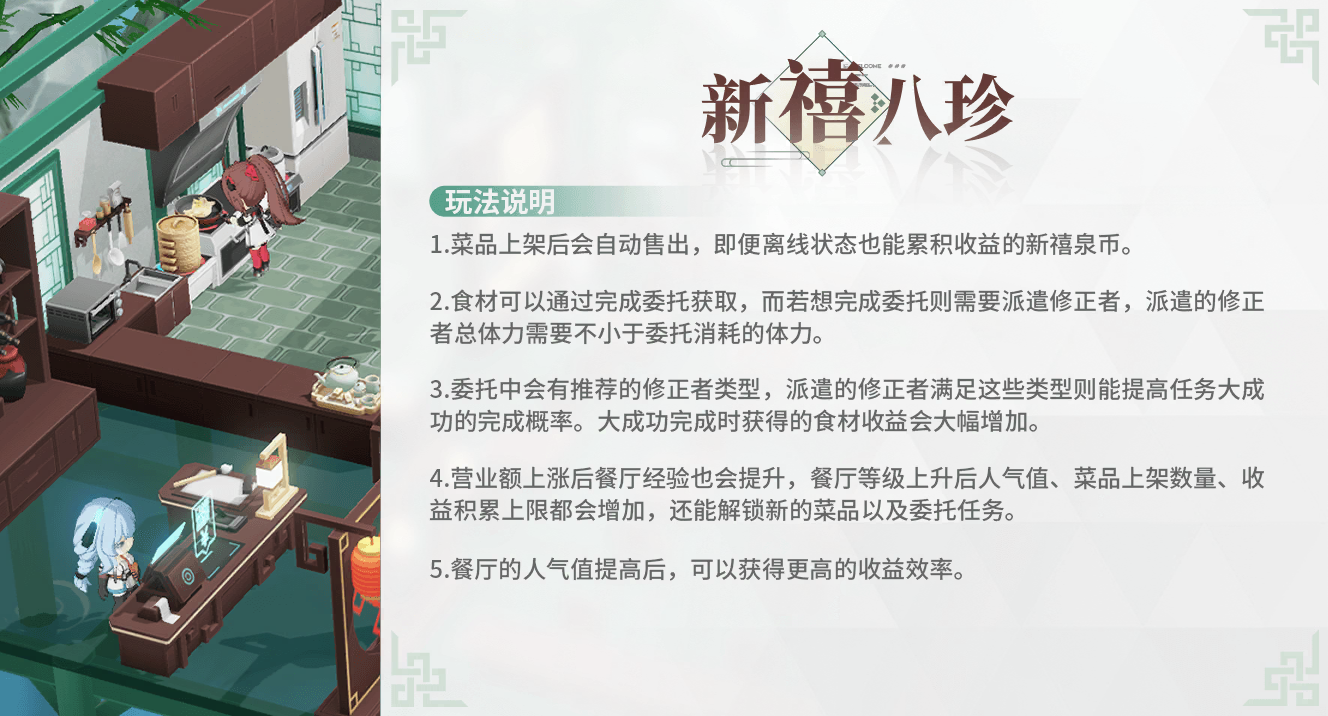 新禧八珍
玩法说明
1.菜品上架后会自动售出，即便离线状态也能累积收益的新禧泉币。
2.食材可以通过完成委托获取，而若想完成委托则需要派遣修正者，派遣的修正
者总体力需要不小于委托消耗的体力。
3.委托中会有推荐的修正者类型，派遣的修正者满足这些类型则能提高任务大成
功的完成概率。大成功完成时获得的食材收益会大幅增加。
4.营业额上涨后餐厅经验也会提升，餐厅等级上升后人气值、菜品上架数量、收
益积累上限都会增加，还能解锁新的菜品以及委托任务。
5.餐厅的人气值提高后，可以获得更高的收益效率。